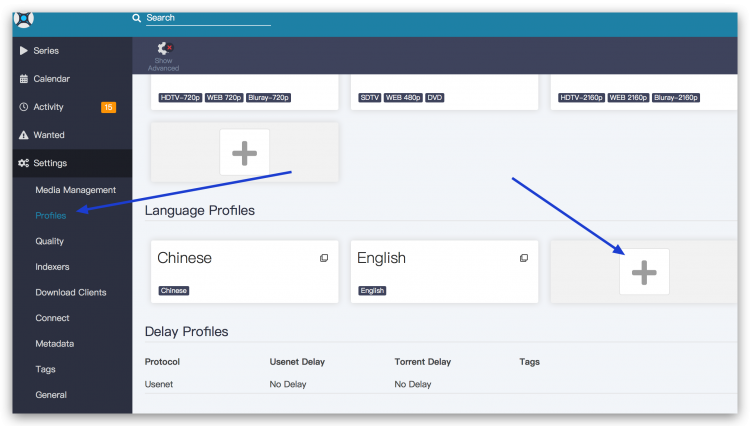 Search
Series
Calendar
Activity 15
Wanted
Settings
Media Management
Profiles
Quality
Indexers
Download Clients
Connect
Metadata
Tags
General
Show
Advanced
HDTV-720p WEB 720p Bluray-720p
SDTV WEB 480p DVD
HDTV-2160p WEB 2160p Bluray-2160p
Language Profiles
Chinese
Chinese
English
English
Delay Profiles
Protocol Usenet Delay Torrent Delay Tags
Usenet No Delay No Delay